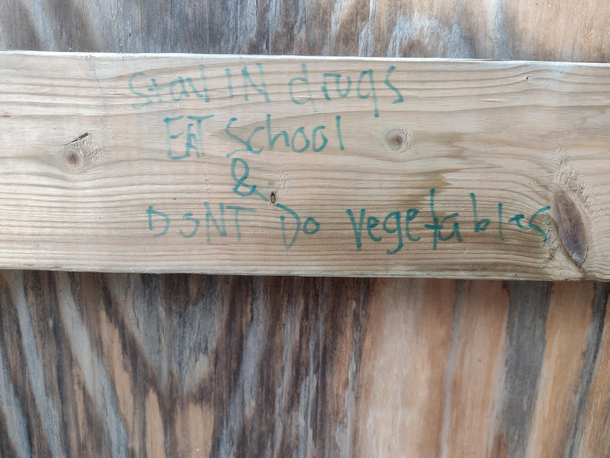 Stay IN drugs
EAT School
&
DONT Do vegetables